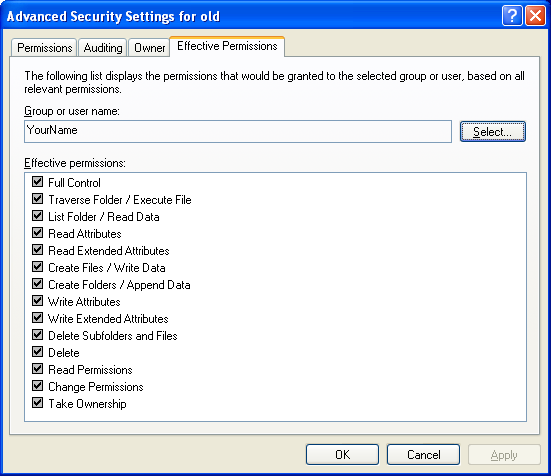 Advanced Security Settings for old
Permissions Auditing Owner Effective Permissions
The following list displays the permissions that would be granted to the selected group or user, based on all
relevant permissions.
Group or user name:
YourName
Select...
Effective permissions:
Full Control
Traverse Folder / Execute File
List Folder / Read Data
Read Attributes
Read Extended Attributes
Create Files / Write Data
Create Folders / Append Data
Write Attributes
Write Extended Attributes
Delete Subfolders and Files
Delete
Read Permissions
Change Permissions
Take Ownership
OK Cancel Apply